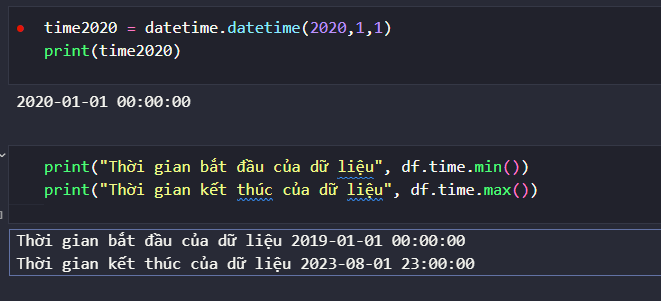 time2020 = datetime.datetime(2020,1,1)
print(time2020)
2020-01-01 00:00:00
print("Thời gian bắt đầu của dữ liệu", df.time.min())
print("Thời gian kết thúc của dữ liệu", df.time.max())
Thời gian bắt đầu của dữ liệu 2019-01-01 00:00:00
Thời gian kết thúc của dữ liệu 2023-08-01 23:00:00